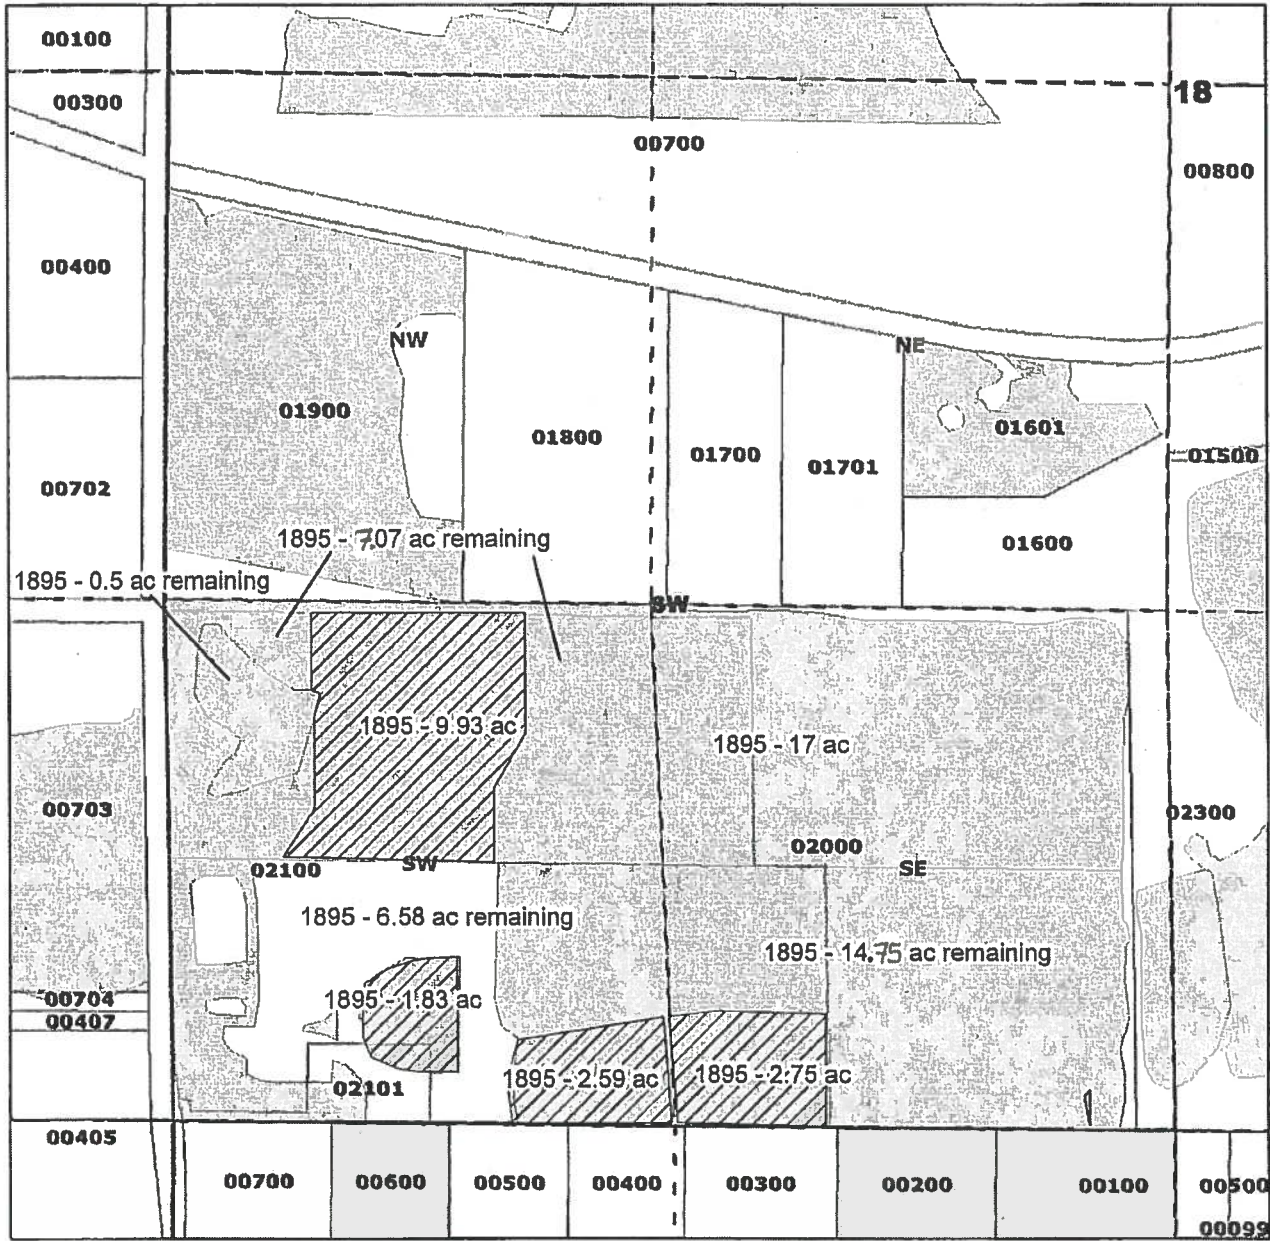 00100
18
00300
00700
00800
00400
NW
NE
01900
01601
01800
01700
01701
01500
00702
01600
1895 - 7.07 ac remaining
1895 - 0.5 ac remaining
SW
1895 - 9.93 ac
1895 - 17 ac
00703
02300
02000
02100
SW
SE
1895 - 6.58 ac remaining
1895 - 14.75 ac remaining
00704
1895 - 1.83 ac
00407
1895 - 2.59 ac
1895 - 2.75 ac
02101
00405
00700
00600
00500
00400
00300
00200
00100
00500
00099